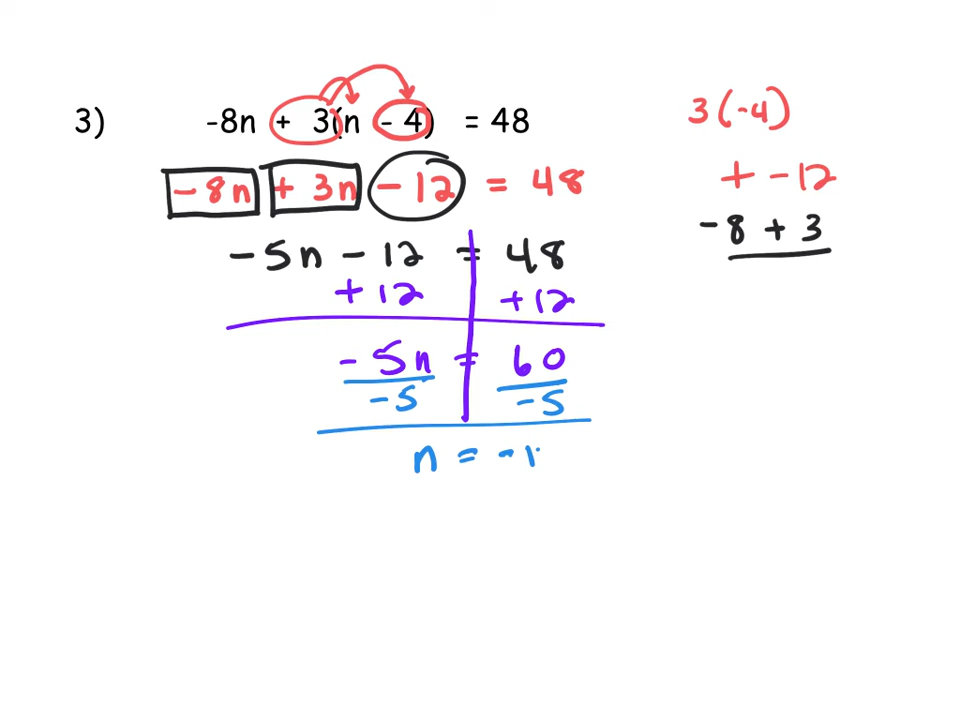 3) -8n + 3(n - 4) = 48
3(-4)
-8n + 3n - 12 = 48
+ -12
-8 + 3
-5n - 12 = 48
+12 +12
-5n = 60
-5 -5
n = -1